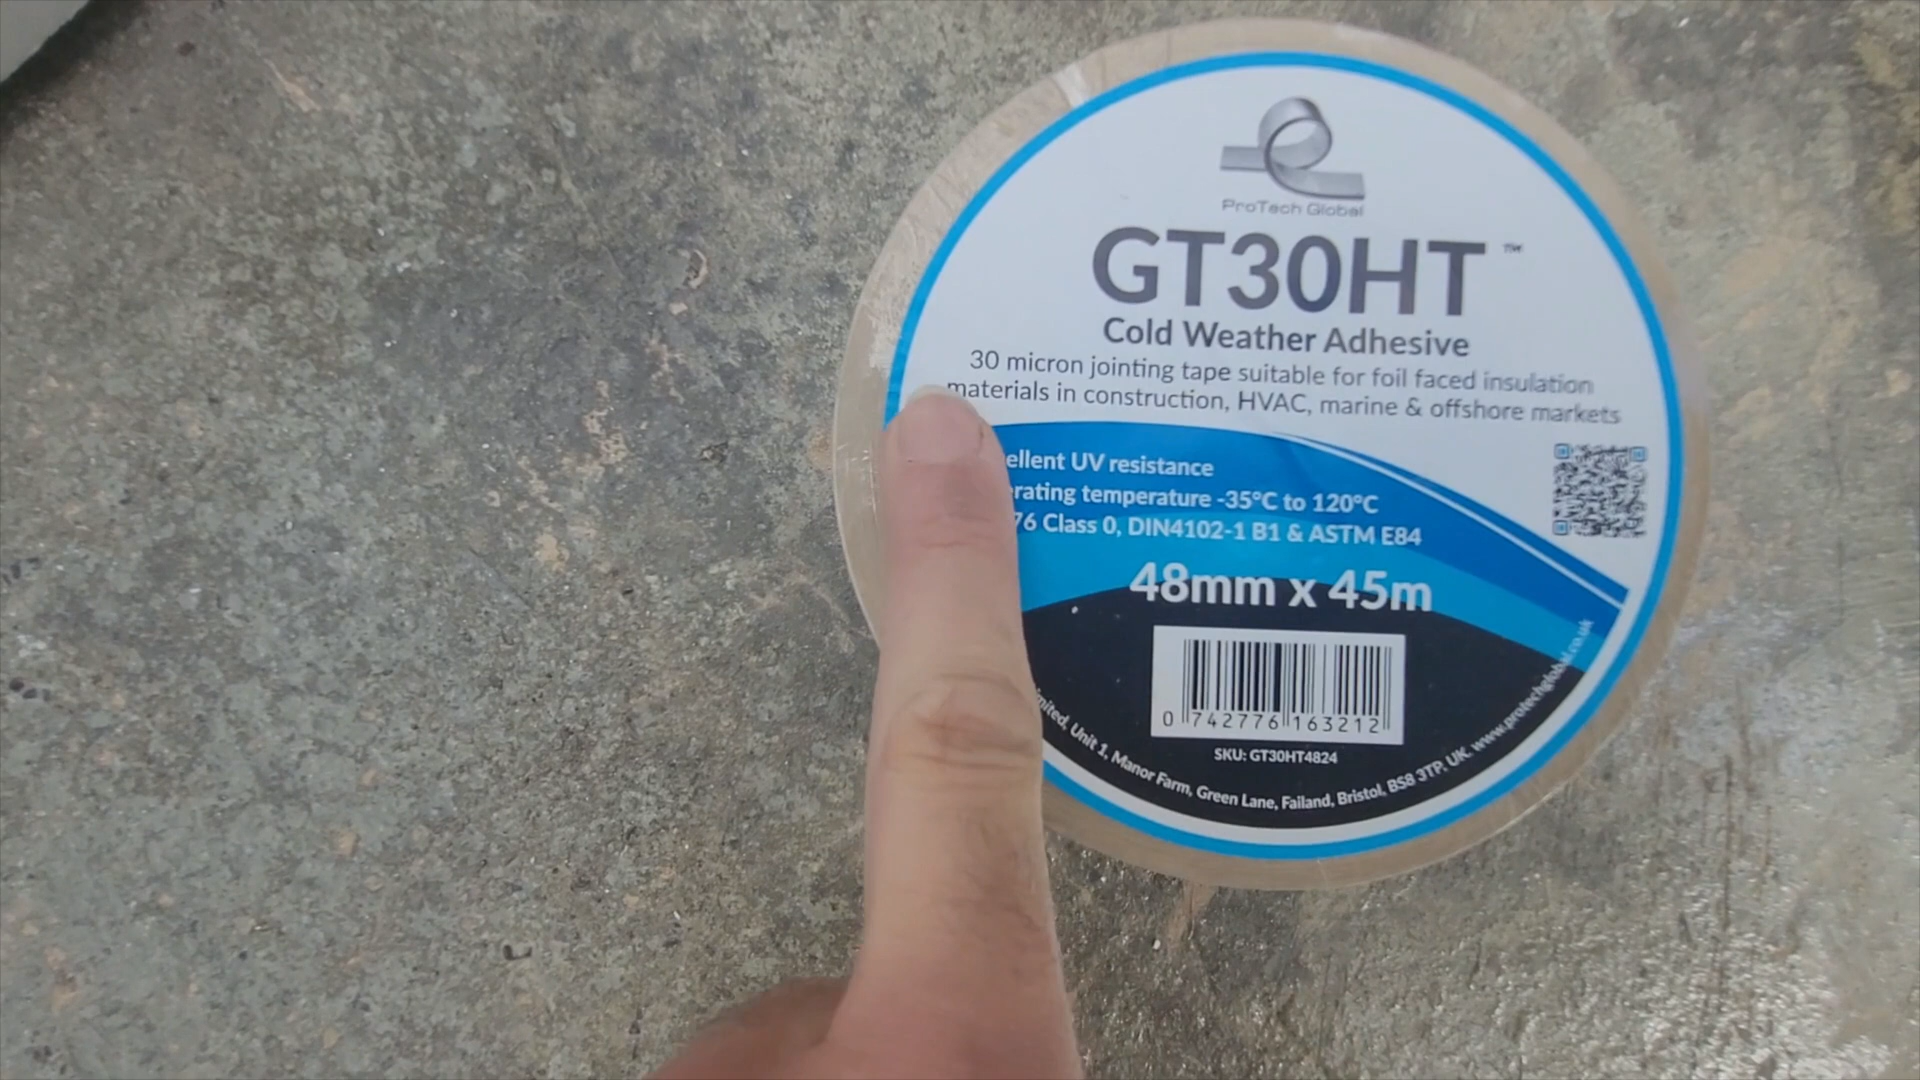 ProTech Global
GT30HT ™
Cold Weather Adhesive
30 micron jointing tape suitable for foil faced insulation
materials in construction, HVAC, marine & offshore markets
ellent UV resistance
rating temperature -35°C to 120°C
76 Class 0, DIN4102-1 B1 & ASTM E84
48mm x 45m
0 742776 163212
SKU: GT30HT4824
imited, Unit 1, Manor Farm, Green Lane, Failand, Bristol, BS8 3TP, UK. www.protechglobal.co.uk